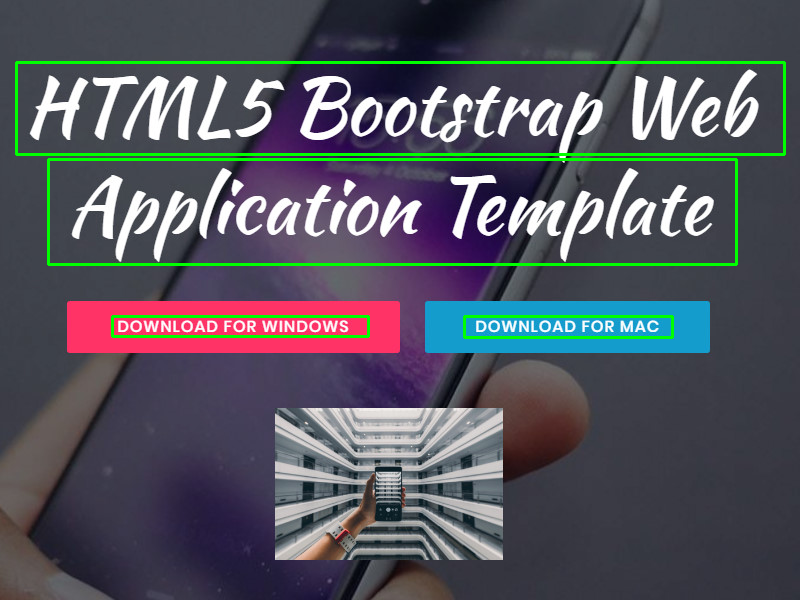 HTML5 Bootstrap Web
Application Template
DOWNLOAD FOR WINDOWS
DOWNLOAD FOR MAC